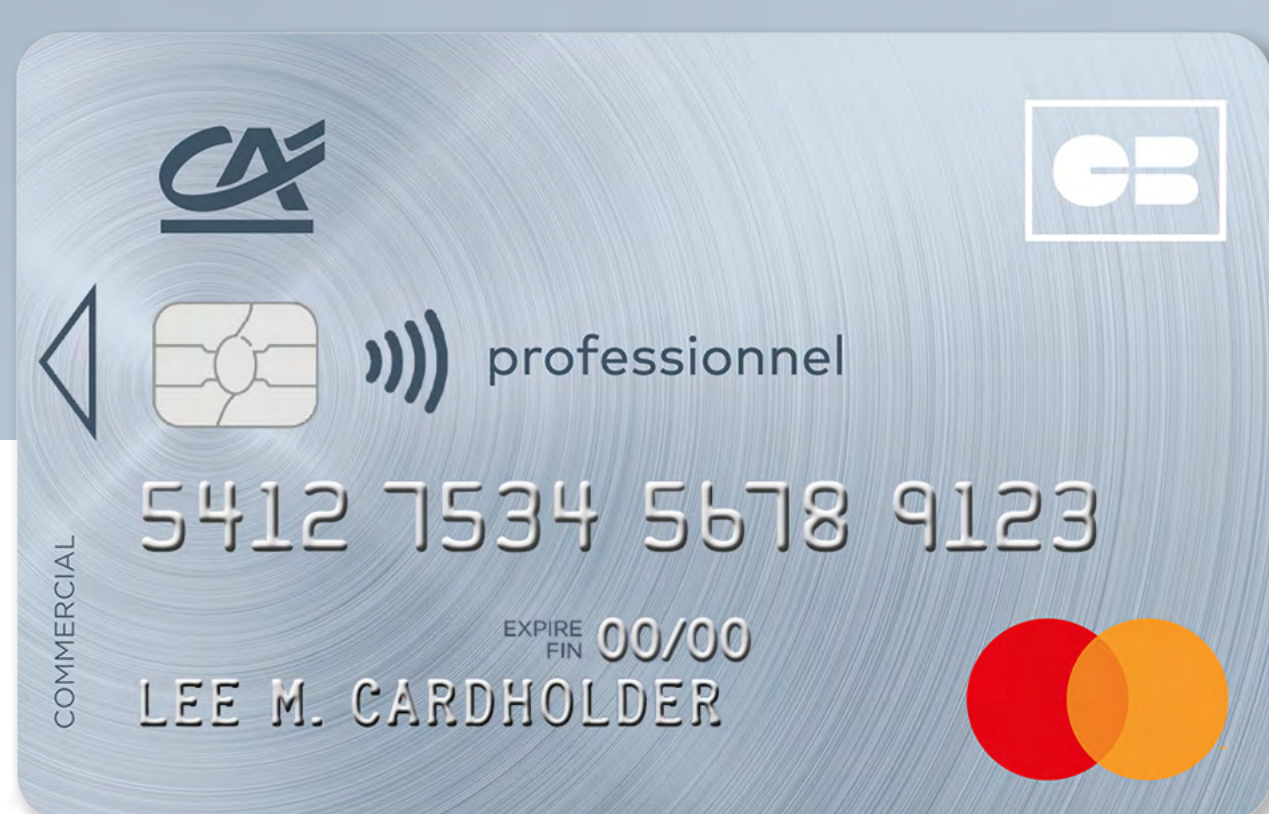 CA
CB
professionnel
5412 7534 5678 9123
COMMERCIAL
EXPIRE
FIN 00/00
LEE M. CARDHOLDER